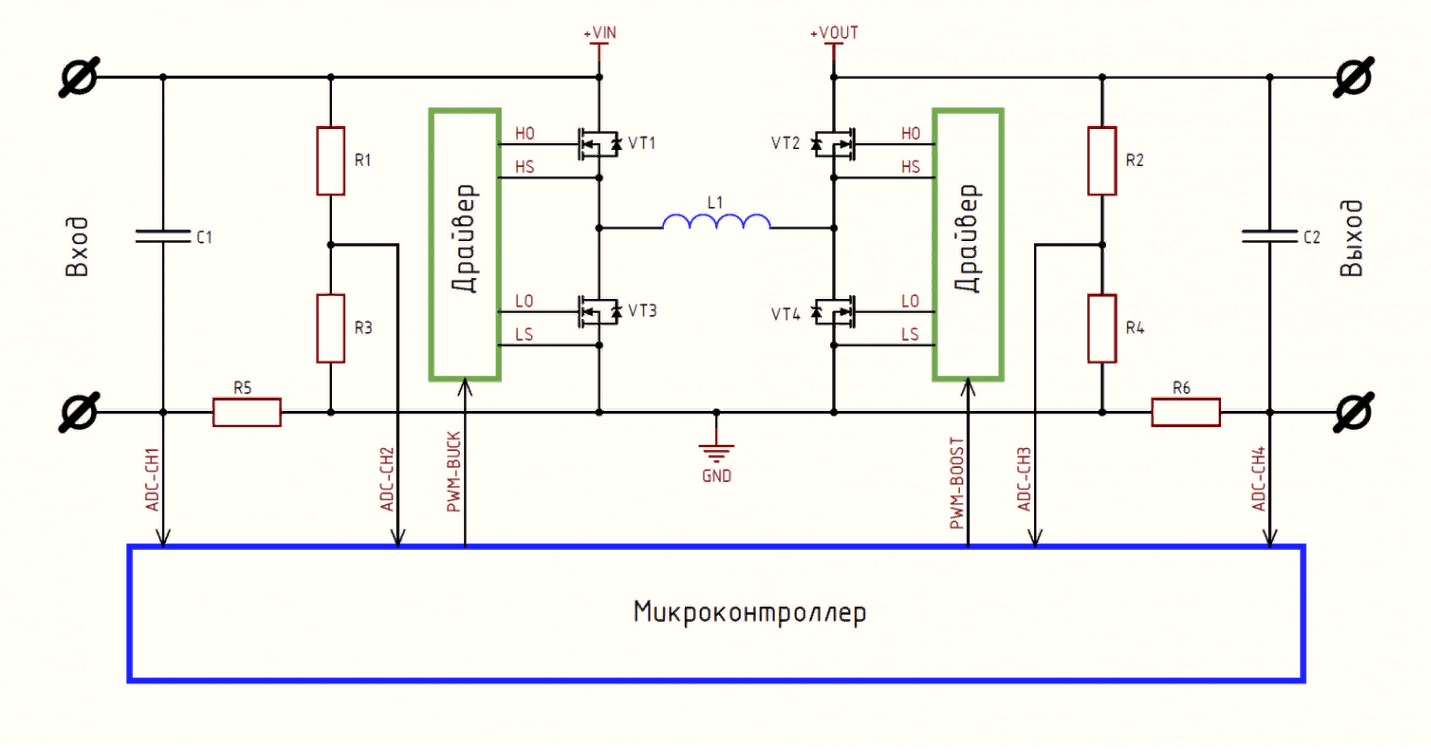 +VIN
+VOUT
HO
VT1
VT2
HO
R1
R2
HS
HS
L1
Вход
C1
Драйвер
Драйвер
C2
Выход
R3
LO
VT3
VT4
LO
R4
LS
LS
R5
R6
ADC-CH1
ADC-CH2
PWM-BUCK
GND
PWM-BOOST
ADC-CH3
ADC-CH4
Микроконтроллер